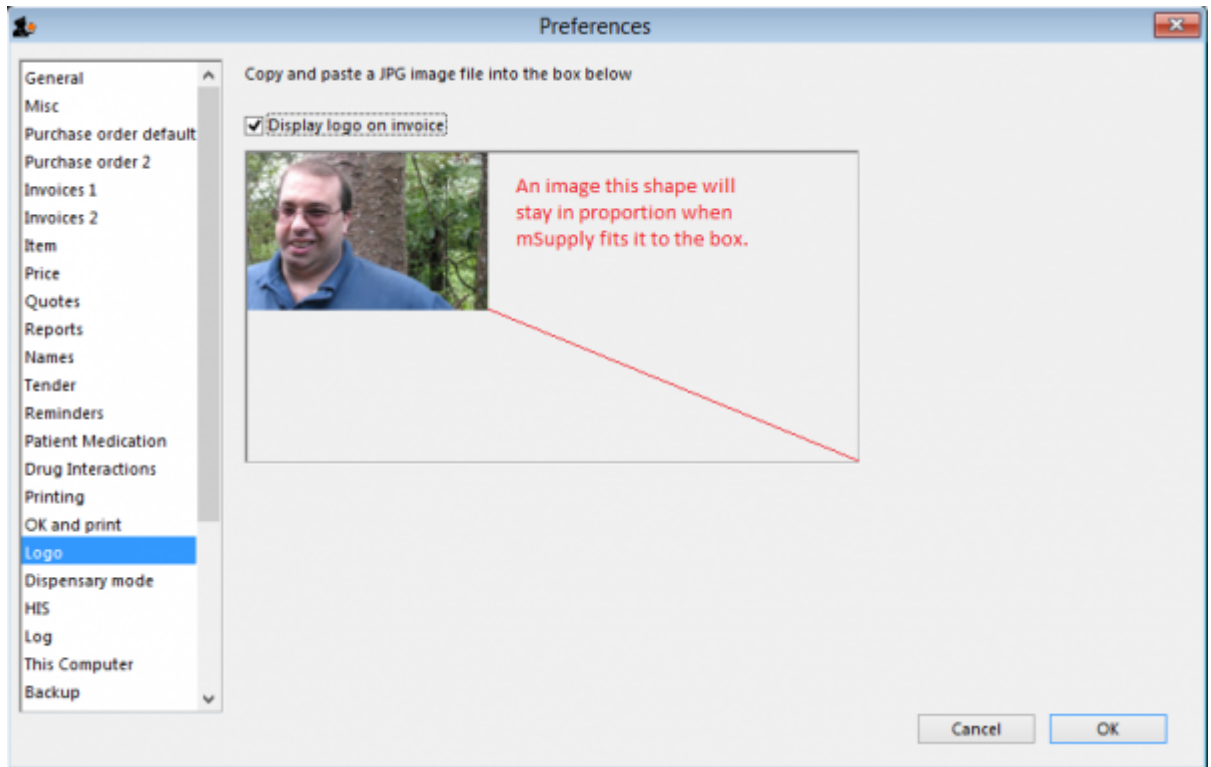 Preferences
General
Misc
Purchase order default
Purchase order 2
Invoices 1
Invoices 2
Item
Price
Quotes
Reports
Names
Tender
Reminders
Patient Medication
Drug Interactions
Printing
OK and print
Logo
Dispensary mode
HIS
Log
This Computer
Backup
Copy and paste a JPG image file into the box below
Display logo on invoice
An image this shape will
stay in proportion when
mSupply fits it to the box.
Cancel
OK